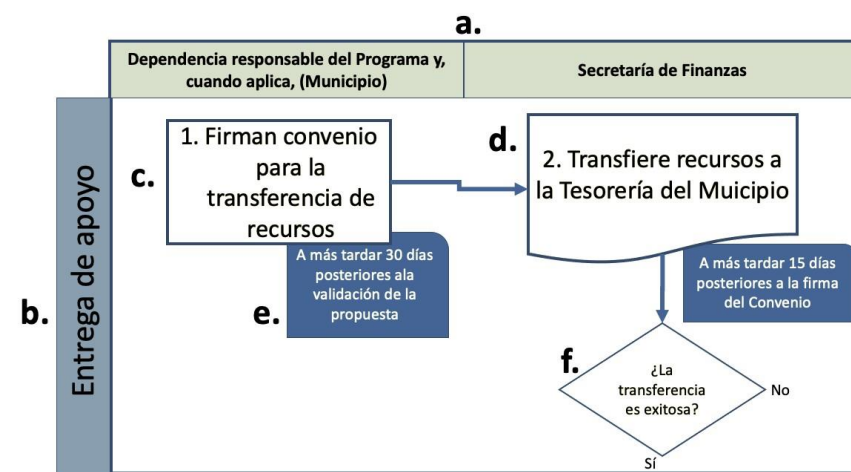 a.
Dependencia responsable del Programa y,
cuando aplica, (Municipio)
Secretaría de Finanzas
b.
Entrega de apoyo
c.
1. Firman convenio
para la
transferencia de
recursos
d.
2. Transfiere recursos a
la Tesorería del Muicipio
e.
A más tardar 30 días
posteriores ala
validación de la
propuesta
A más tardar 15 días
posteriores a la firma
del Convenio
f.
¿La
transferencia
es exitosa?
No
Sí